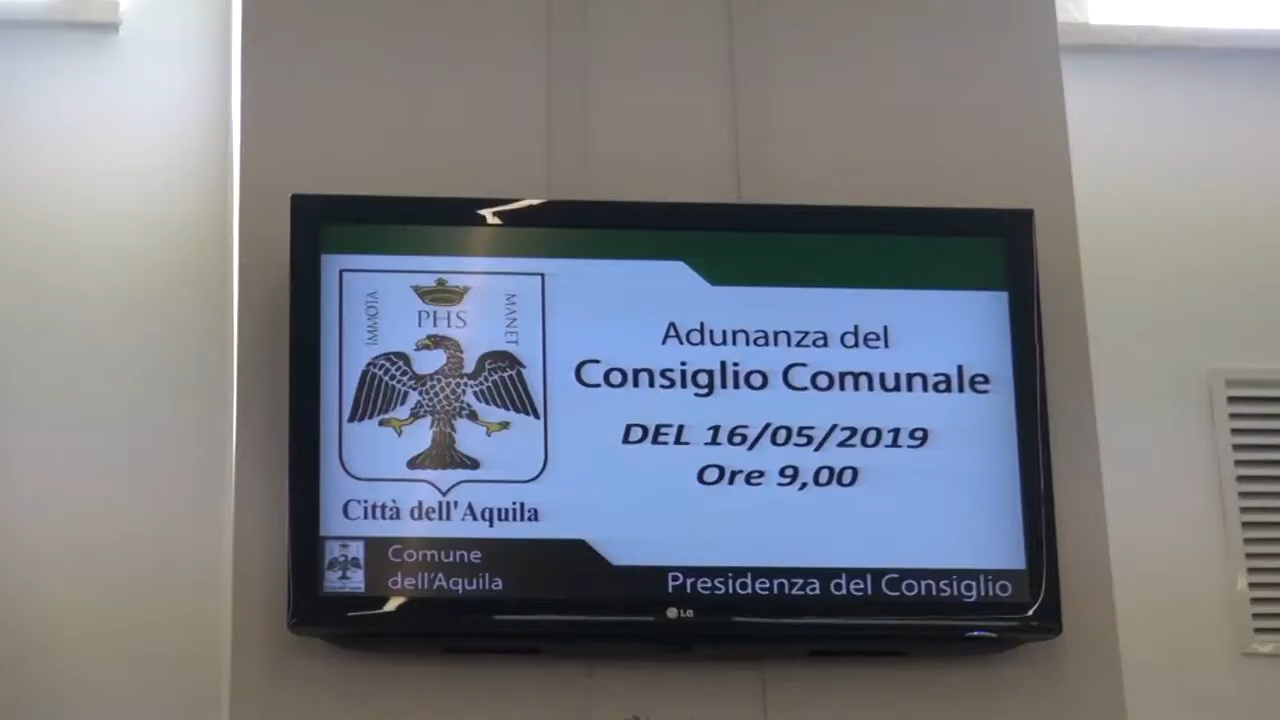 IMMOTA
PHS
MANET
Città dell'Aquila
Adunanza del
Consiglio Comunale
DEL 16/05/2019
Ore 9,00
Comune
dell'Aquila
Presidenza del Consiglio
LG